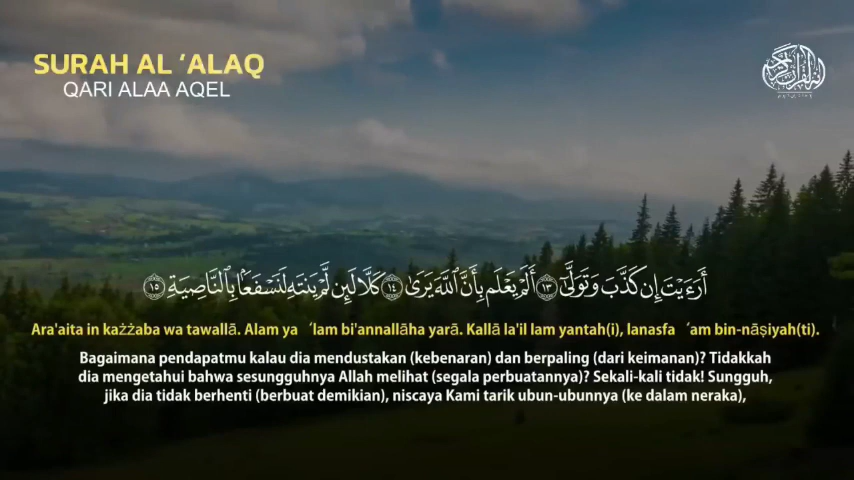 SURAH AL ‘ALAQ
QARI ALAA AQEL
القرآن الكريم
أَرَءَيْتَ إِن كَذَّبَ وَتَوَلَّىٰٓ ١٣ أَلَمْ يَعْلَم بِأَنَّ ٱللَّهَ يَرَىٰ ١٤ كَلَّا لَئِن لَّمْ يَنتَهِ لَنَسْفَعًۢا بِٱلنَّاصِيَةِ ١٥
Ara'aita in każżaba wa tawallā. Alam ya‘lam bi'annallāha yarā. Kallā la'il lam yantah(i), lanasfa‘am bin-nāṣiyah(ti).
Bagaimana pendapatmu kalau dia mendustakan (kebenaran) dan berpaling (dari keimanan)? Tidakkah
dia mengetahui bahwa sesungguhnya Allah melihat (segala perbuatannya)? Sekali-kali tidak! Sungguh,
jika dia tidak berhenti (berbuat demikian), niscaya Kami tarik ubun-ubunnya (ke dalam neraka),